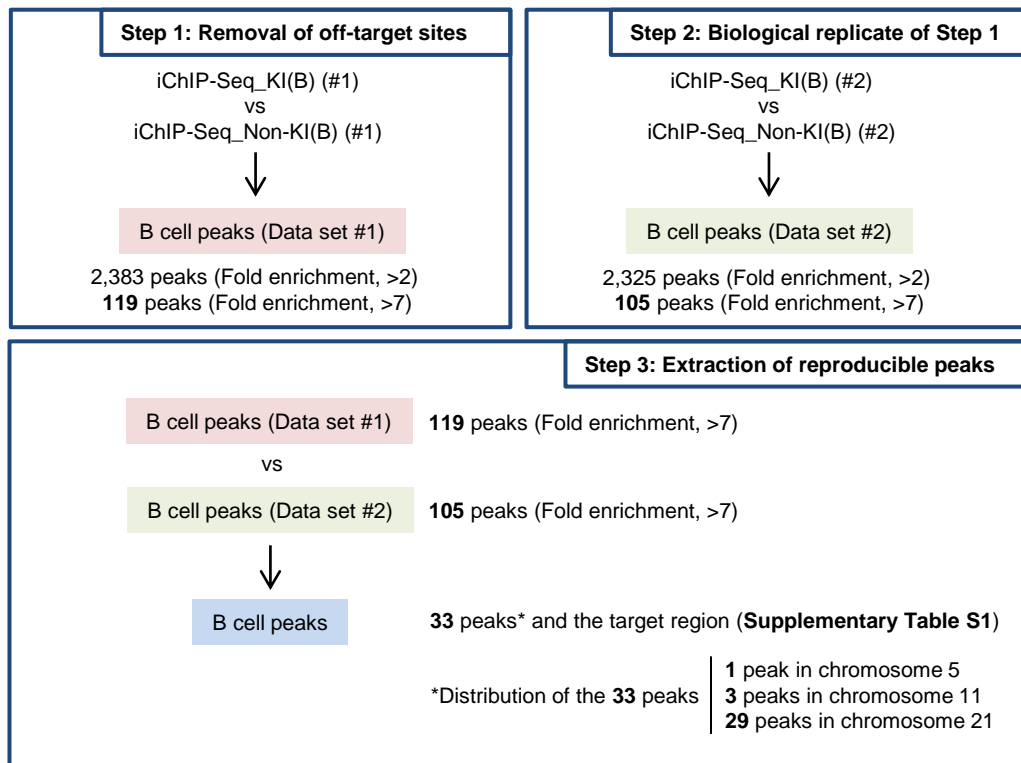 Step 1: Removal of off-target sites
iChIP-Seq_KI(B) (#1)
vs
iChIP-Seq_Non-KI(B) (#1)
B cell peaks (Data set #1)
2,383 peaks (Fold enrichment, >2)
119 peaks (Fold enrichment, >7)
Step 2: Biological replicate of Step 1
iChIP-Seq_KI(B) (#2)
vs
iChIP-Seq_Non-KI(B) (#2)
B cell peaks (Data set #2)
2,325 peaks (Fold enrichment, >2)
105 peaks (Fold enrichment, >7)
Step 3: Extraction of reproducible peaks
B cell peaks (Data set #1) 119 peaks (Fold enrichment, >7)
vs
B cell peaks (Data set #2) 105 peaks (Fold enrichment, >7)
B cell peaks 33 peaks* and the target region (Supplementary Table S1)
*Distribution of the 33 peaks
1 peak in chromosome 5
3 peaks in chromosome 11
29 peaks in chromosome 21